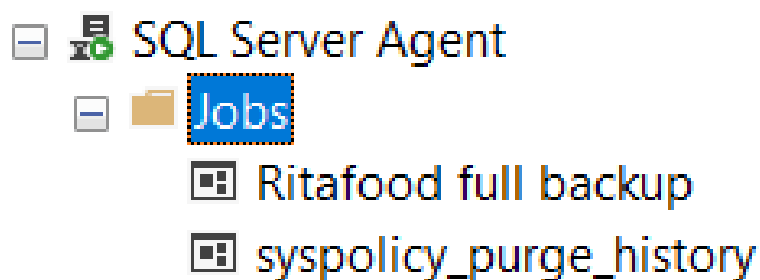 SQL Server Agent
Jobs
Ritafood full backup
syspolicy_purge_history